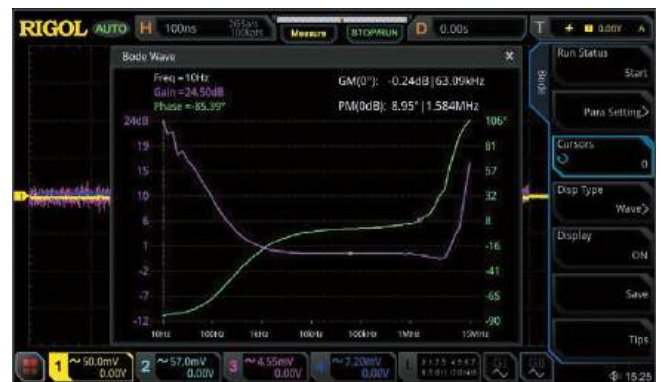 RIGOL AUTO H 100ns 2GSa/s 100kpts Measure STOP/RUN D 0.00s T 0.00V A
Bode Wave x
Run Status
Start
Freq =10Hz
Gain =24.50dB
Phase =-85.39°
GM(0°): -0.24dB|63.09kHz
PM(0dB): 8.95°|1.584MHz
Bode
Para Setting>
Cursors
0
Disp Type
Wave>
Display
ON
Save
Tips
24dB 106°
19 81
15 57
10 32
6 8
1 -16
-2 -41
-7 -65
-12 -90
10Hz 100Hz 1kHz 10kHz 100kHz 1MHz 15MHz
1 50.0mV 0.00V 2 57.0mV 0.00V 3 4.55mV 0.00V 7.20mV 0.00V L
15:25